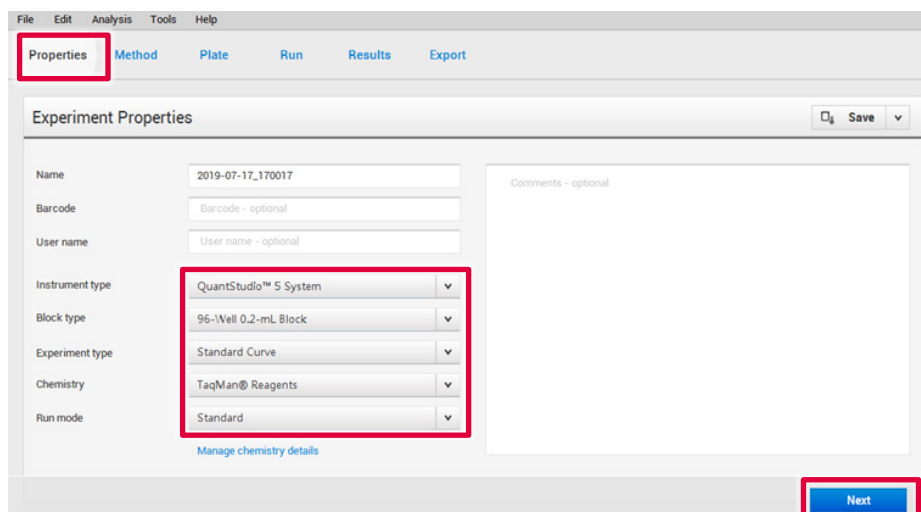 File Edit Analysis Tools Help
Properties Method Plate Run Results Export
Experiment Properties
Save
Name 2019-07-17_170017
Comments - optional
Barcode Barcode - optional
User name User name - optional
Instrument type QuantStudio™ 5 System
Block type 96-Well 0.2-mL Block
Experiment type Standard Curve
Chemistry TaqMan® Reagents
Run mode Standard
Manage chemistry details
Next